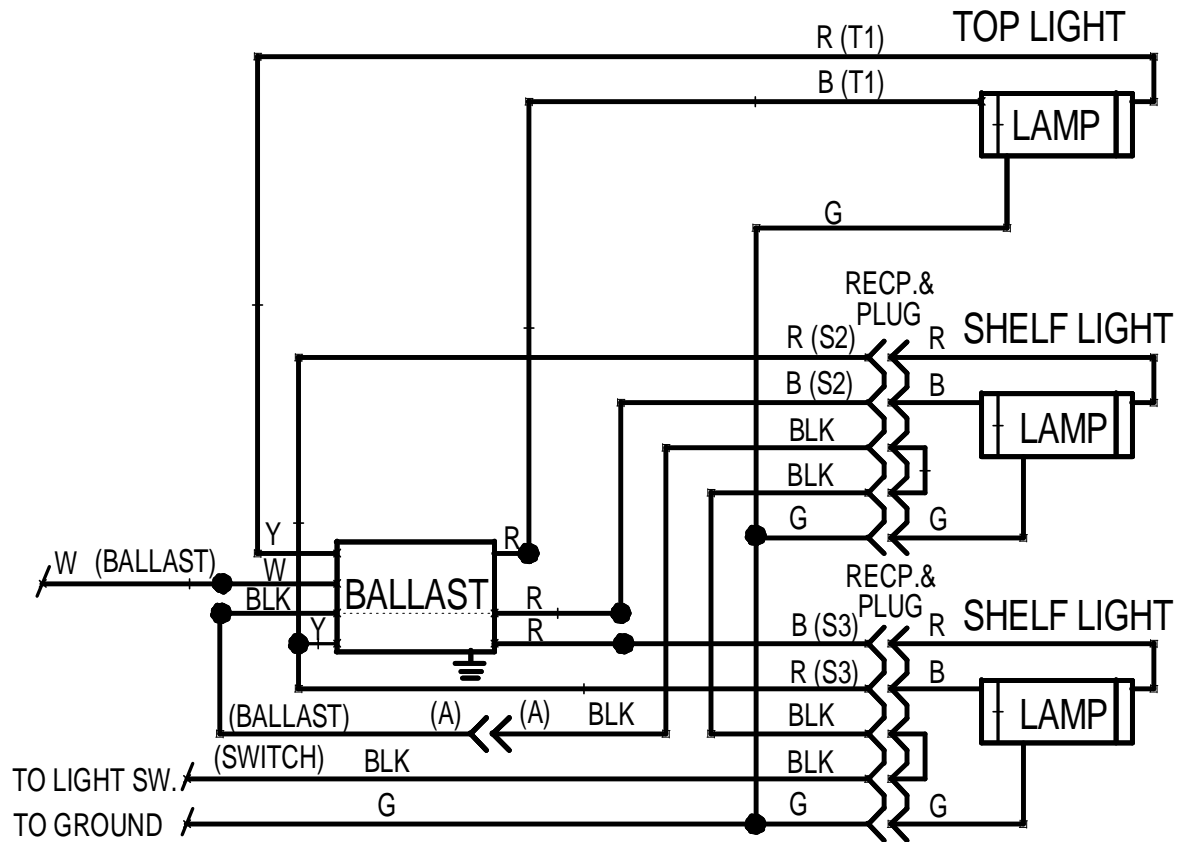 TOP LIGHT
R (T1)
B (T1)
LAMP
G
RECP.&
PLUG
SHELF LIGHT
R (S2)
R
B (S2)
B
LAMP
BLK
BLK
G
G
Y
R
W (BALLAST)
W
BALLAST
BLK
R
Y
R
RECP.&
PLUG
SHELF LIGHT
B (S3)
R
R (S3)
B
LAMP
(BALLAST)
(A)
(A)
BLK
BLK
(SWITCH)
TO LIGHT SW.
BLK
BLK
TO GROUND
G
G
G